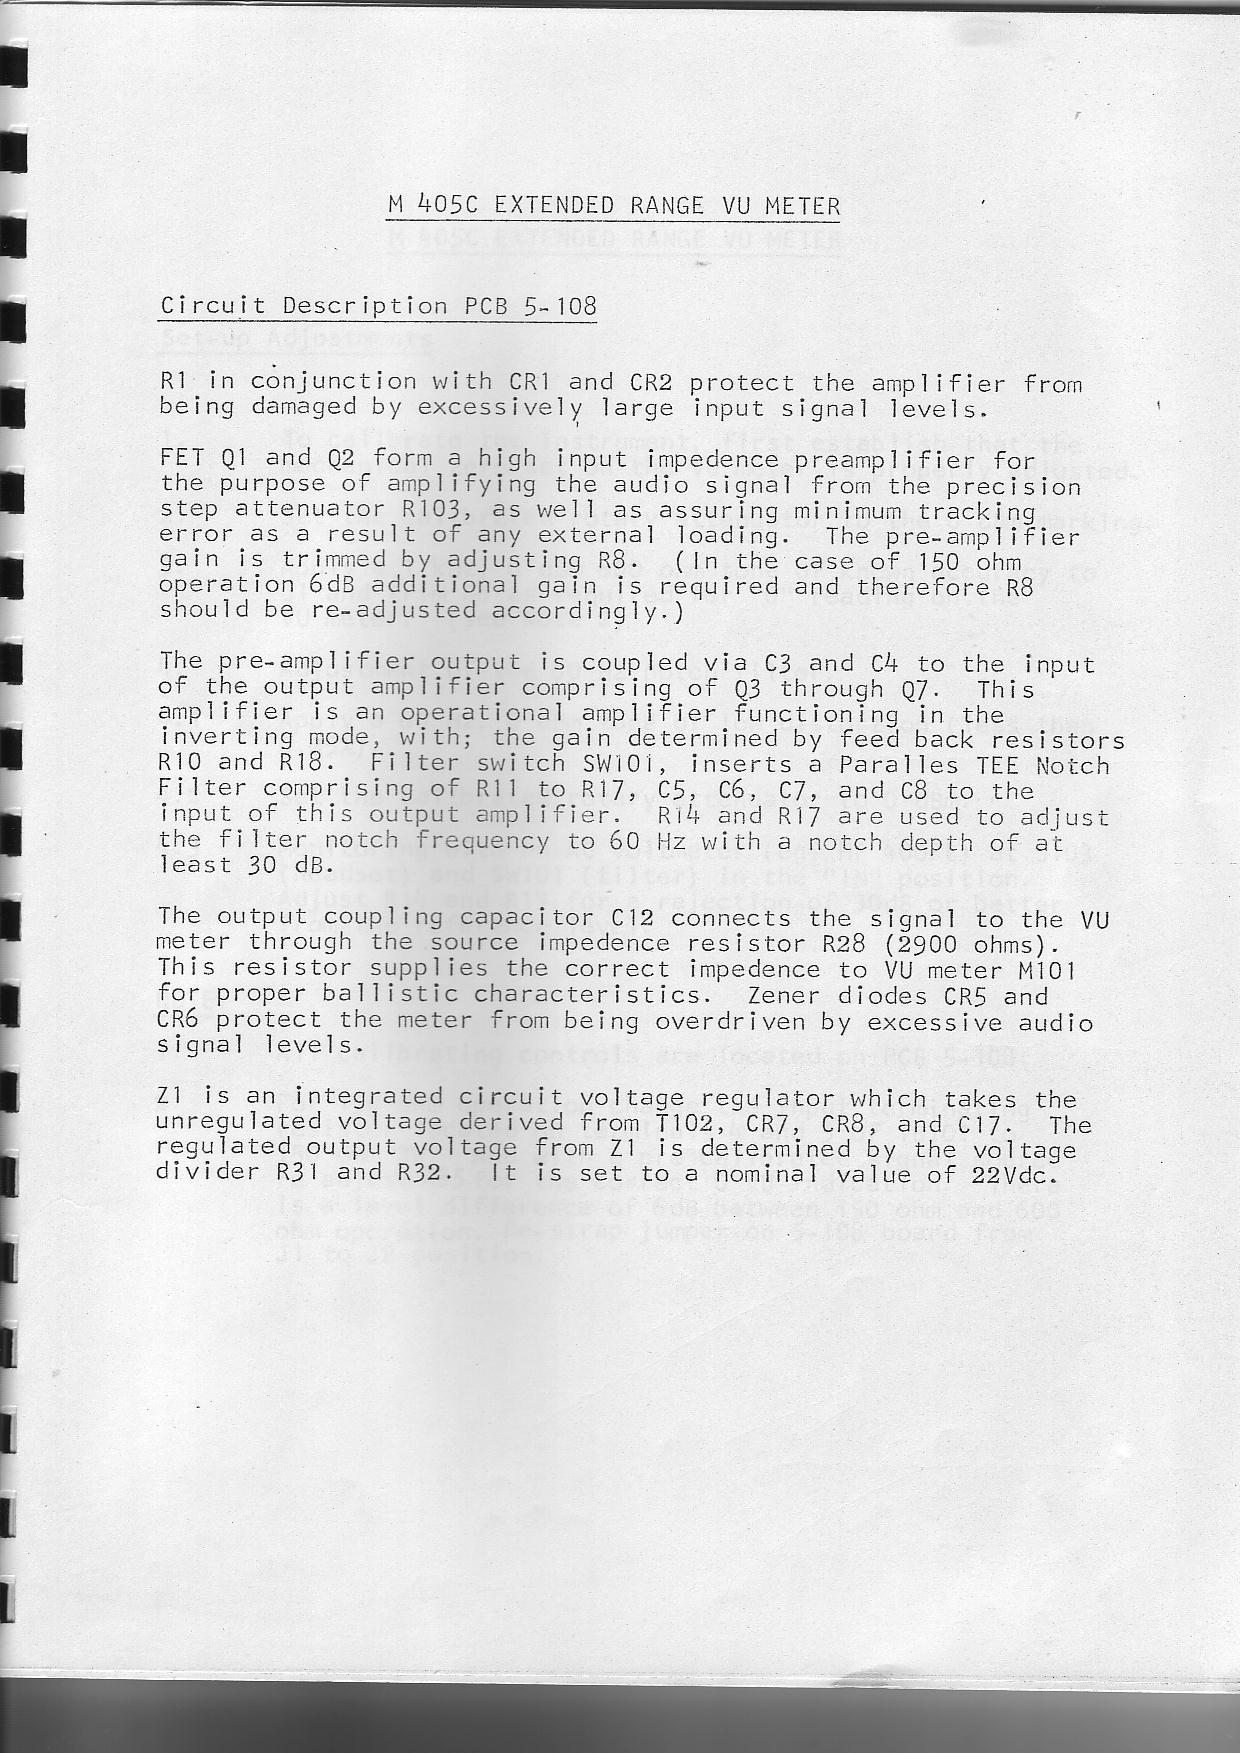 M 405C EXTENDED RANGE VU METER
Circuit Description PCB 5-108
R1 in conjunction with CR1 and CR2 protect the amplifier from
being damaged by excessively large input signal levels.
FET Q1 and Q2 form a high input impedence preamplifier for
the purpose of amplifying the audio signal from the precision
step attenuator R103, as well as assuring minimum tracking
error as a result of any external loading. The pre-amplifier
gain is trimmed by adjusting R8. (In the case of 150 ohm
operation 6dB additional gain is required and therefore R8
should be re-adjusted accordingly.)
The pre-amplifier output is coupled via C3 and C4 to the input
of the output amplifier comprising of Q3 through Q7. This
amplifier is an operational amplifier functioning in the
inverting mode, with; the gain determined by feed back resistors
R10 and R18. Filter switch SW101, inserts a Paralles TEE Notch
Filter comprising of R11 to R17, C5, C6, C7, and C8 to the
input of this output amplifier. R14 and R17 are used to adjust
the filter notch frequency to 60 Hz with a notch depth of at
least 30 dB.
The output coupling capacitor C12 connects the signal to the VU
meter through the source impedence resistor R28 (2900 ohms).
This resistor supplies the correct impedence to VU meter M101
for proper ballistic characteristics. Zener diodes CR5 and
CR6 protect the meter from being overdriven by excessive audio
signal levels.
Z1 is an integrated circuit voltage regulator which takes the
unregulated voltage derived from T102, CR7, CR8, and C17. The
regulated output voltage from Z1 is determined by the voltage
divider R31 and R32. It is set to a nominal value of 22Vdc.